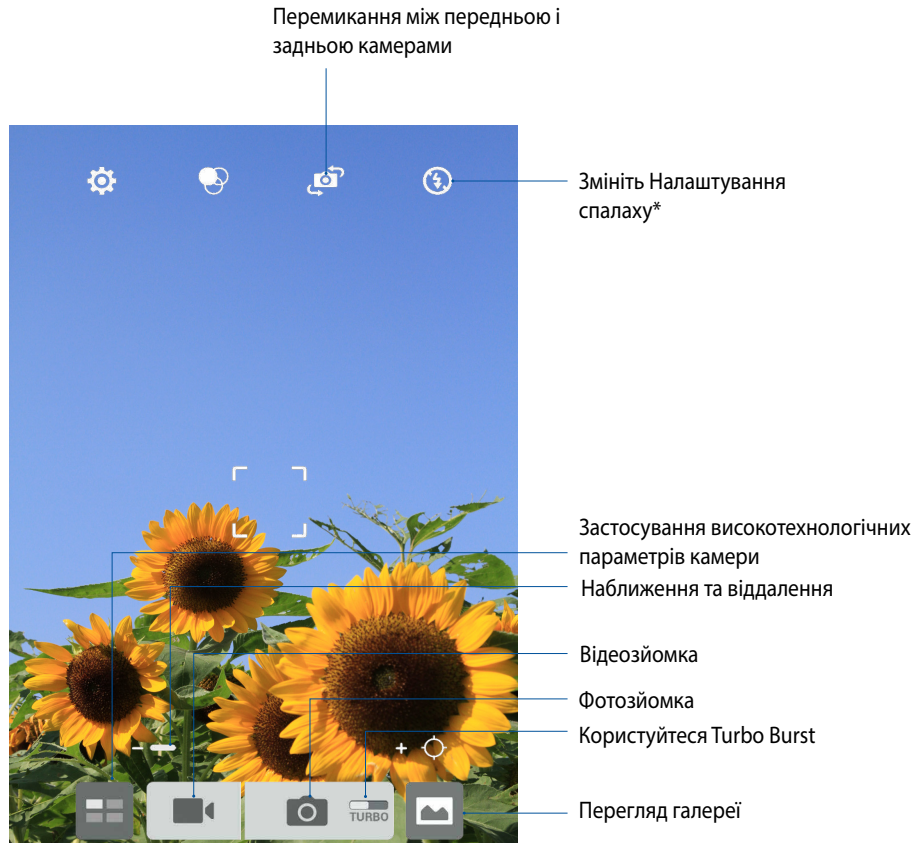 Перемикання між передньою і
задньою камерами
Змініть Налаштування
спалаху*
Застосування високотехнологічних
параметрів камери
Наближення та віддалення
Відеозйомка
Фотозйомка
Користуйтеся Turbo Burst
TURBO
Перегляд галереї